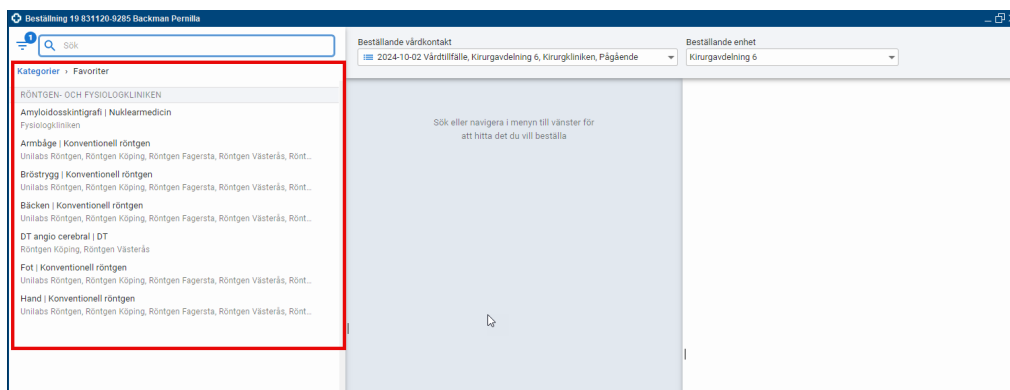 Beställning 19 831120-9285 Backman Pernilla
1
Sök
Kategorier › Favoriter
RÖNTGEN- OCH FYSIOLOGKLINIKEN
Amyloidosskintigrafi | Nuklearmedicin
Fysiologkliniken
Armbåge | Konventionell röntgen
Unilabs Röntgen, Röntgen Köping, Röntgen Fagersta, Röntgen Västerås, Rönt...
Bröstrygg | Konventionell röntgen
Unilabs Röntgen, Röntgen Köping, Röntgen Fagersta, Röntgen Västerås, Rönt...
Bäcken | Konventionell röntgen
Unilabs Röntgen, Röntgen Köping, Röntgen Fagersta, Röntgen Västerås, Rönt...
DT angio cerebral | DT
Röntgen Köping, Röntgen Västerås
Fot | Konventionell röntgen
Unilabs Röntgen, Röntgen Köping, Röntgen Fagersta, Röntgen Västerås, Rönt...
Hand | Konventionell röntgen
Unilabs Röntgen, Röntgen Köping, Röntgen Fagersta, Röntgen Västerås, Rönt...
Beställande vårdkontakt
2024-10-02 Vårdtillfälle, Kirurgavdelning 6, Kirurgkliniken, Pågående
Beställande enhet
Kirurgavdelning 6
Sök eller navigera i menyn till vänster för
att hitta det du vill beställa